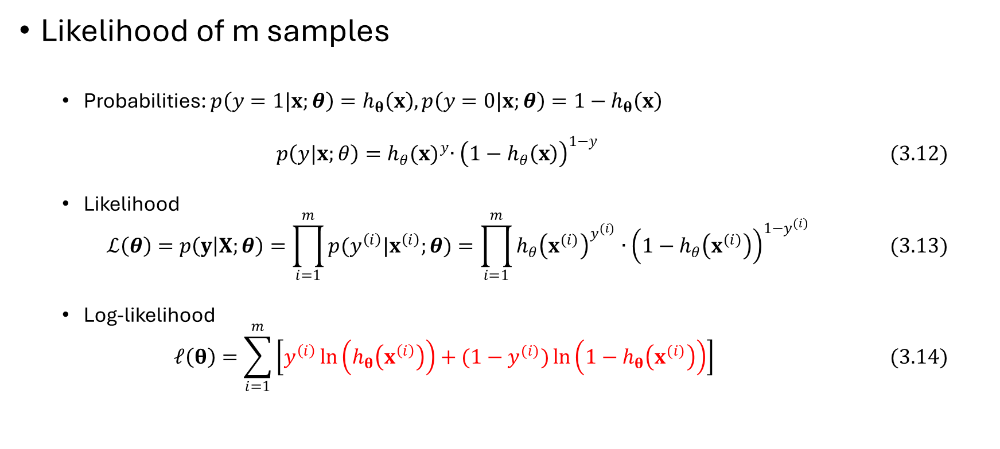 • Likelihood of m samples
• Probabilities: p(y = 1|𝐱; 𝜽) = h_𝛉(𝐱), p(y = 0|𝐱; 𝜽) = 1 − h_𝛉(𝐱)
p(y|𝐱; θ) = h_θ(𝐱)^y · (1 − h_θ(𝐱))^{1−y} (3.12)
• Likelihood
ℒ(𝜽) = p(𝐲|𝐗; 𝜽) = ∏_{i=1}^{m} p(y^{(i)}|𝐱^{(i)}; 𝜽) = ∏_{i=1}^{m} h_θ(𝐱^{(i)})^{y^{(i)}} · (1 − h_θ(𝐱^{(i)}))^{1−y^{(i)}} (3.13)
• Log-likelihood
ℓ(𝛉) = ∑_{i=1}^{m} [y^{(i)} ln(h_𝛉(𝐱^{(i)})) + (1 − y^{(i)}) ln(1 − h_𝛉(𝐱^{(i)}))] (3.14)